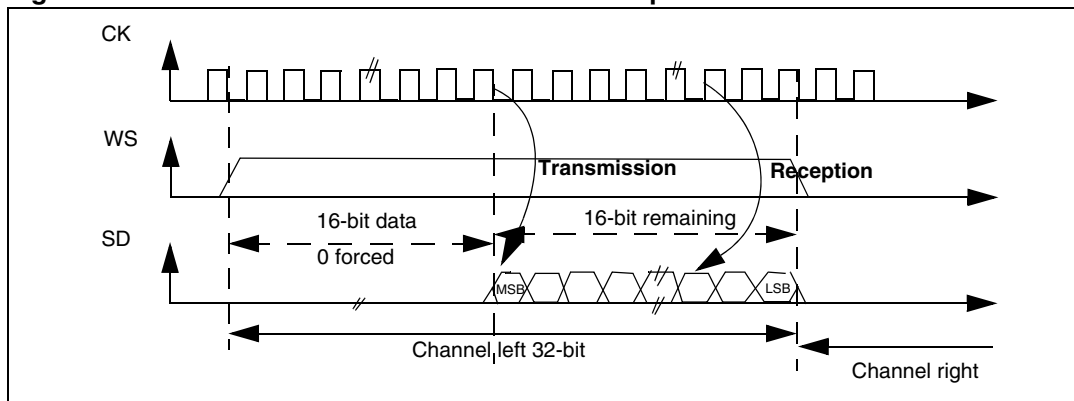 CK
WS
Transmission
Reception
16-bit data
16-bit remaining
SD
0 forced
MSB
LSB
Channel left 32-bit
Channel right